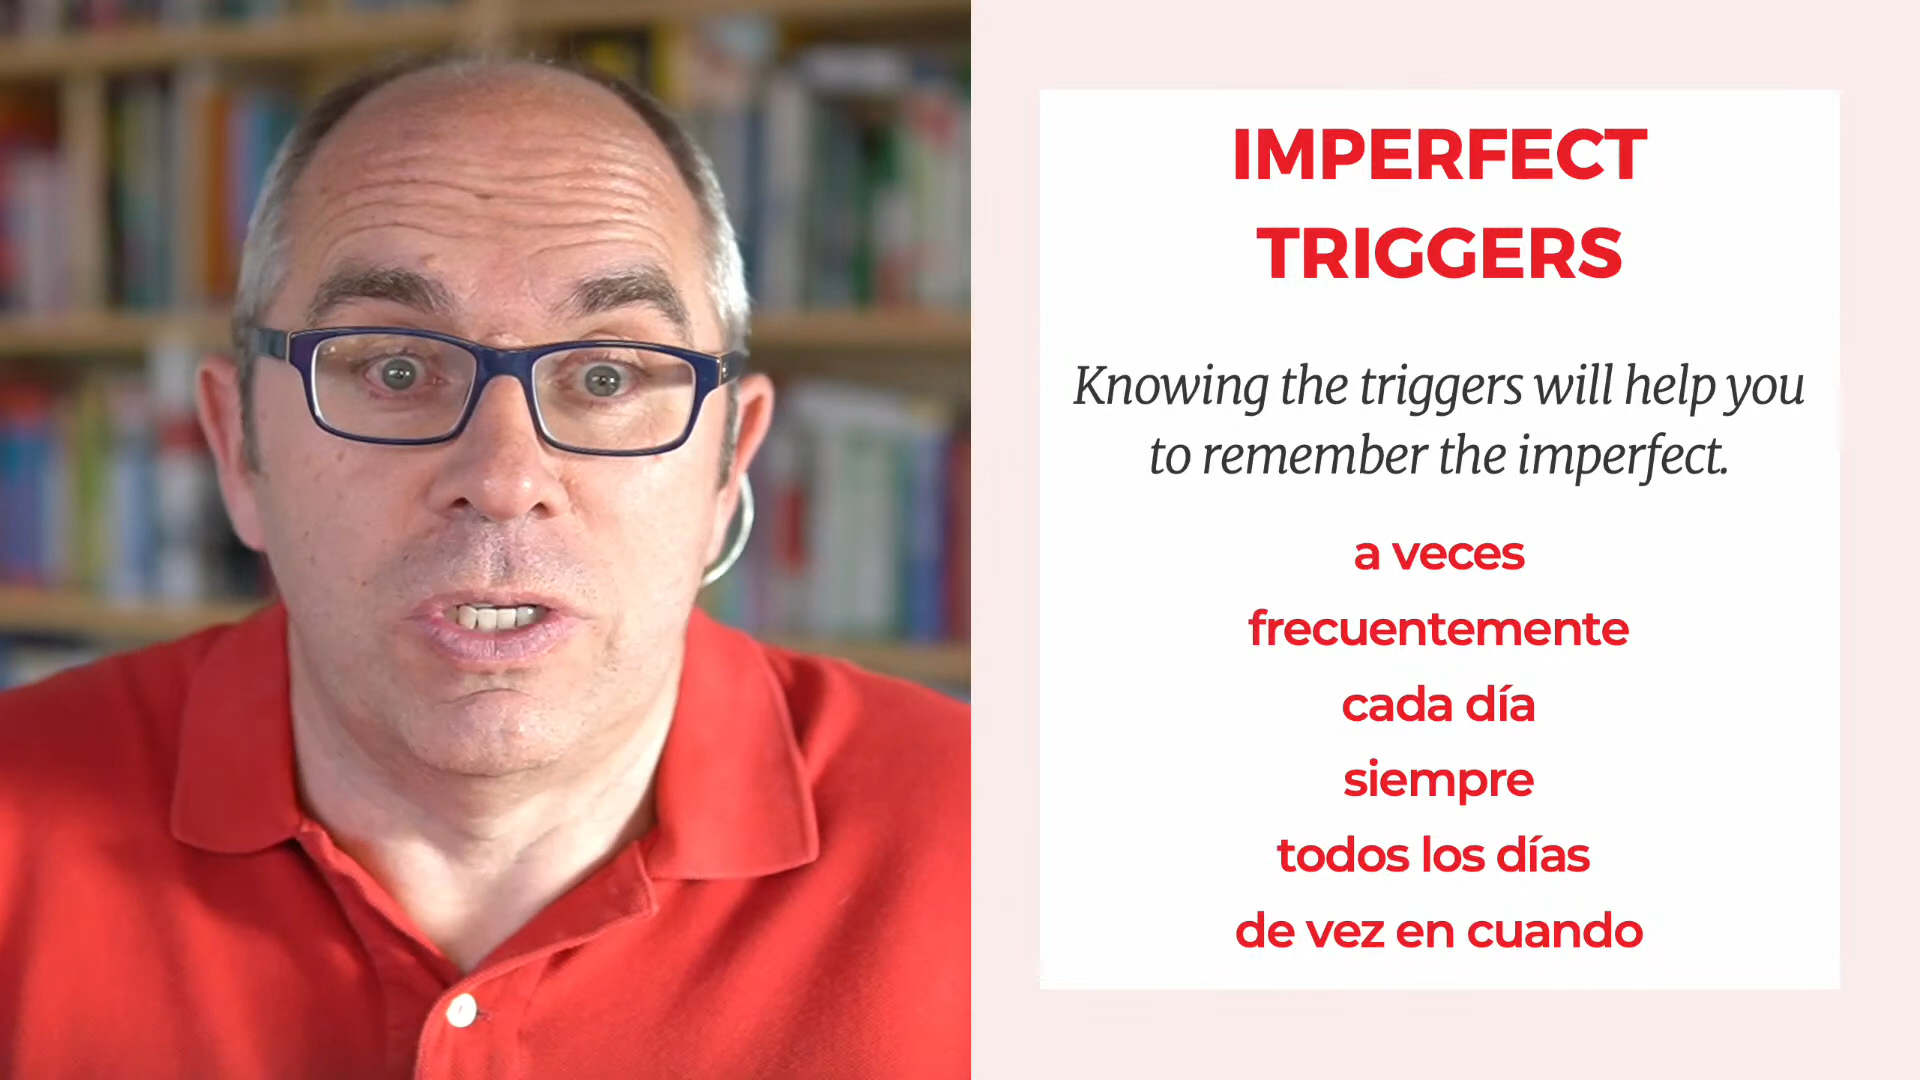 IMPERFECT
TRIGGERS
Knowing the triggers will help you
to remember the imperfect.
a veces
frecuentemente
cada día
siempre
todos los días
de vez en cuando